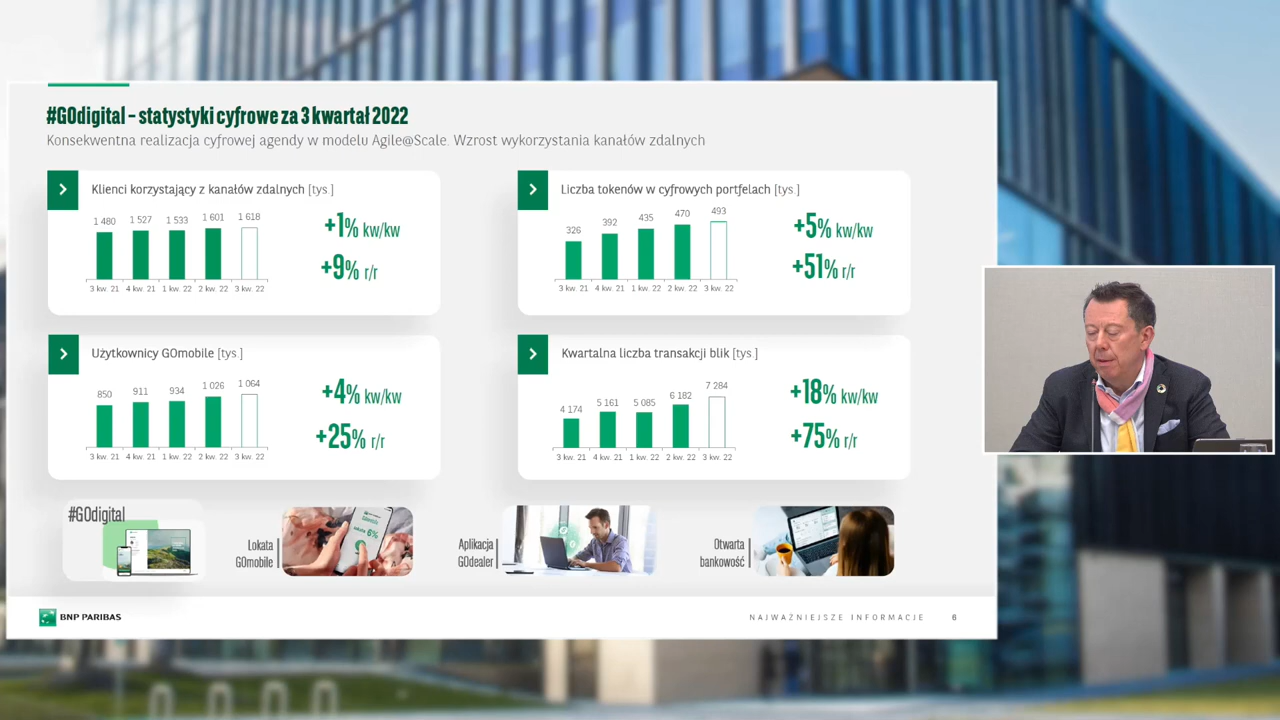 #GOdigital – statystyki cyfrowe za 3 kwartał 2022
Konsekwentna realizacja cyfrowej agendy w modelu Agile@Scale. Wzrost wykorzystania kanałów zdalnych
Klienci korzystający z kanałów zdalnych [tys.]
1 480 1 527 1 533 1 601 1 618
3 kw. 21 4 kw. 21 1 kw. 22 2 kw. 22 3 kw. 22
+1% kw/kw
+9% r/r
Liczba tokenów w cyfrowych portfelach [tys.]
326 392 435 470 493
3 kw. 21 4 kw. 21 1 kw. 22 2 kw. 22 3 kw. 22
+5% kw/kw
+51% r/r
Użytkownicy GOmobile [tys.]
850 911 934 1 026 1 064
3 kw. 21 4 kw. 21 1 kw. 22 2 kw. 22 3 kw. 22
+4% kw/kw
+25% r/r
Kwartalna liczba transakcji blik [tys.]
4 174 5 161 5 085 6 182 7 284
3 kw. 21 4 kw. 21 1 kw. 22 2 kw. 22 3 kw. 22
+18% kw/kw
+75% r/r
#GOdigital
Lokata
GOmobile
6%
Aplikacja
GOdealer
Otwarta
bankowość
BNP PARIBAS
NAJWAŻNIEJSZE INFORMACJE 6